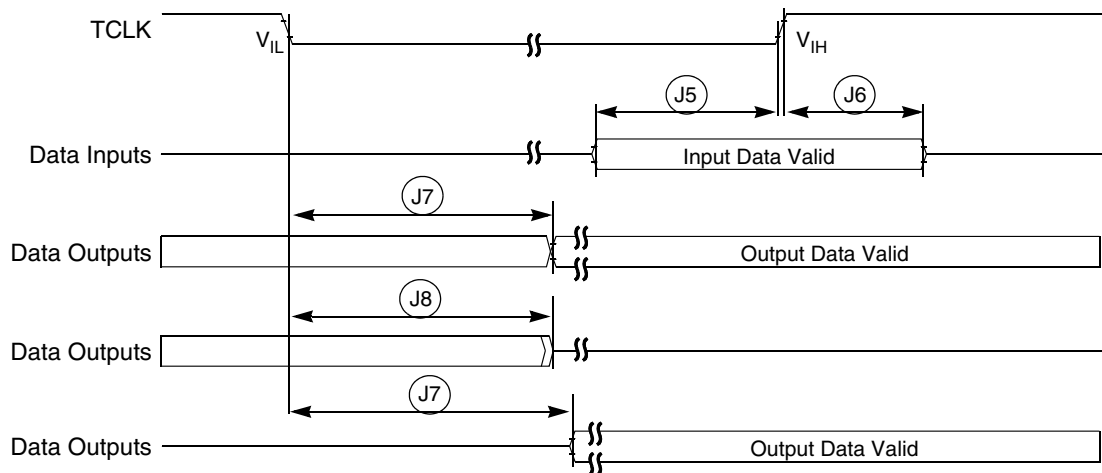 TCLK
V_IL
V_IH
J5
J6
Data Inputs
Input Data Valid
J7
Data Outputs
Output Data Valid
J8
Data Outputs
J7
Data Outputs
Output Data Valid